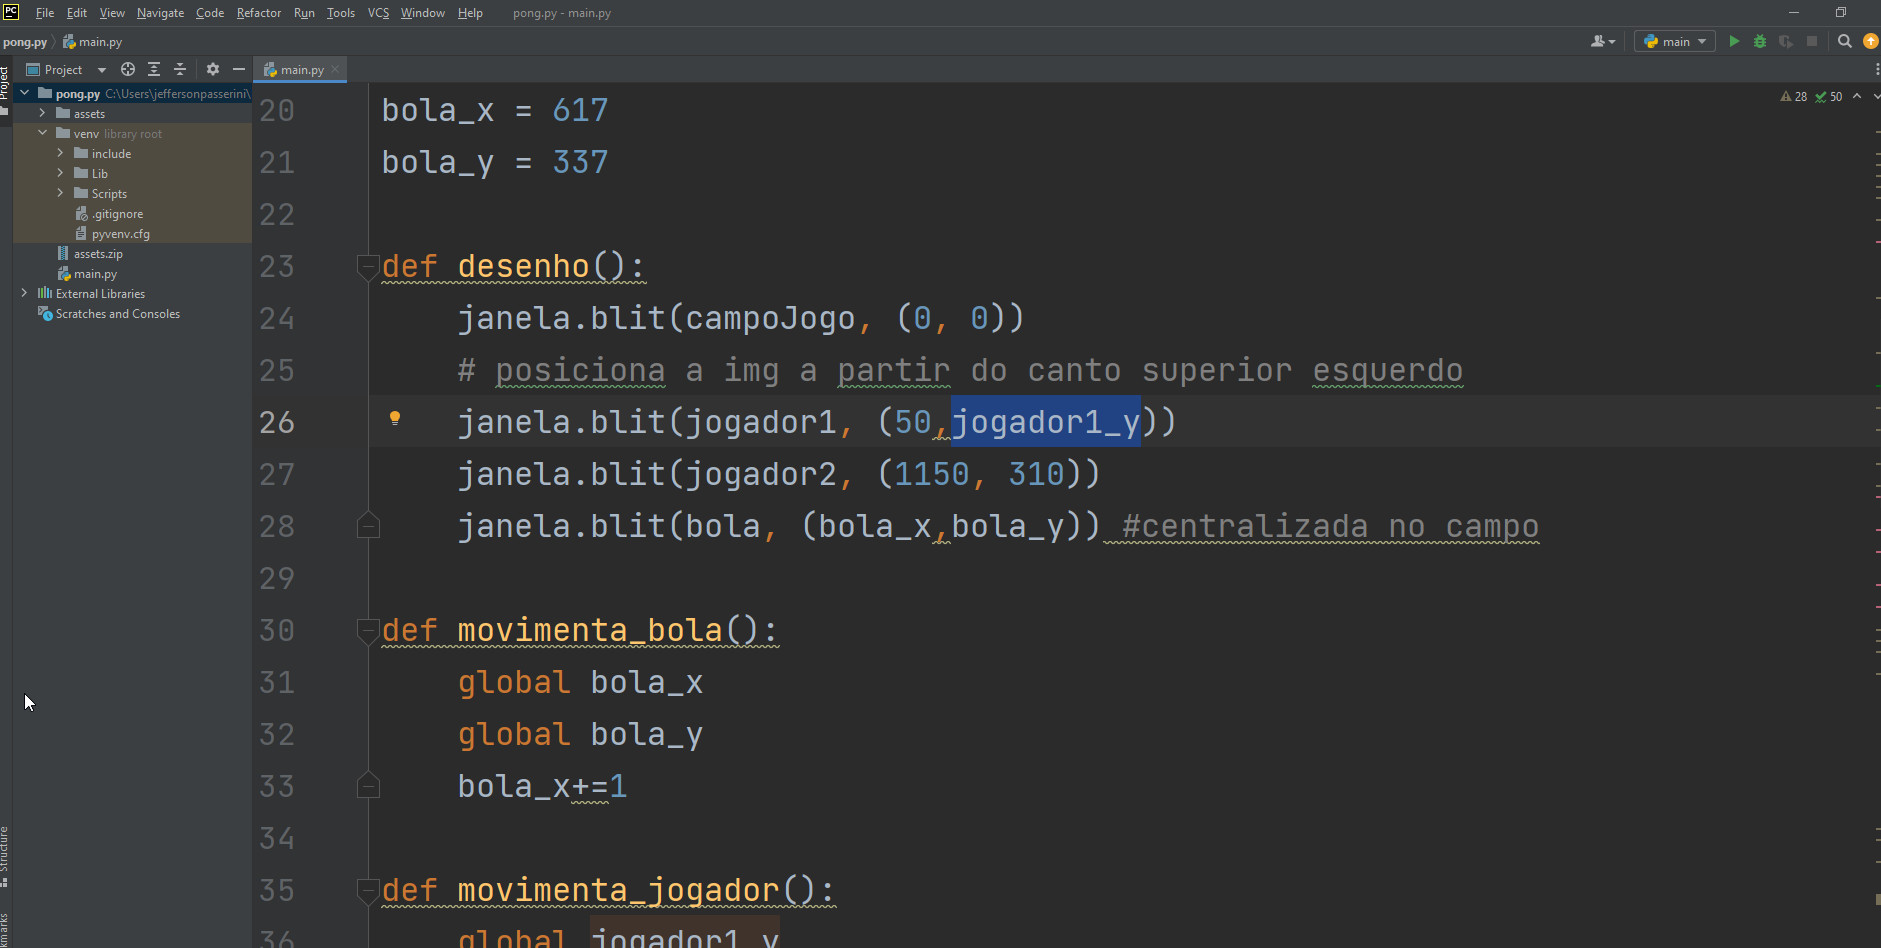 PC File Edit View Navigate Code Refactor Run Tools VCS Window Help pong.py - main.py
pong.py main.py main
Project main.py
Project
pong.py C:\Users\jeffersonpasserini\
assets
venv library root
include
Lib
Scripts
.gitignore
pyvenv.cfg
assets.zip
main.py
External Libraries
Scratches and Consoles
Structure
28 50
20 bola_x = 617
21 bola_y = 337
22
23 def desenho():
24 janela.blit(campoJogo, (0, 0))
25 # posiciona a img a partir do canto superior esquerdo
26 janela.blit(jogador1, (50,jogador1_y))
27 janela.blit(jogador2, (1150, 310))
28 janela.blit(bola, (bola_x,bola_y)) #centralizada no campo
29
30 def movimenta_bola():
31 global bola_x
32 global bola_y
33 bola_x+=1
34
35 def movimenta_jogador():
36 global jogador1_y